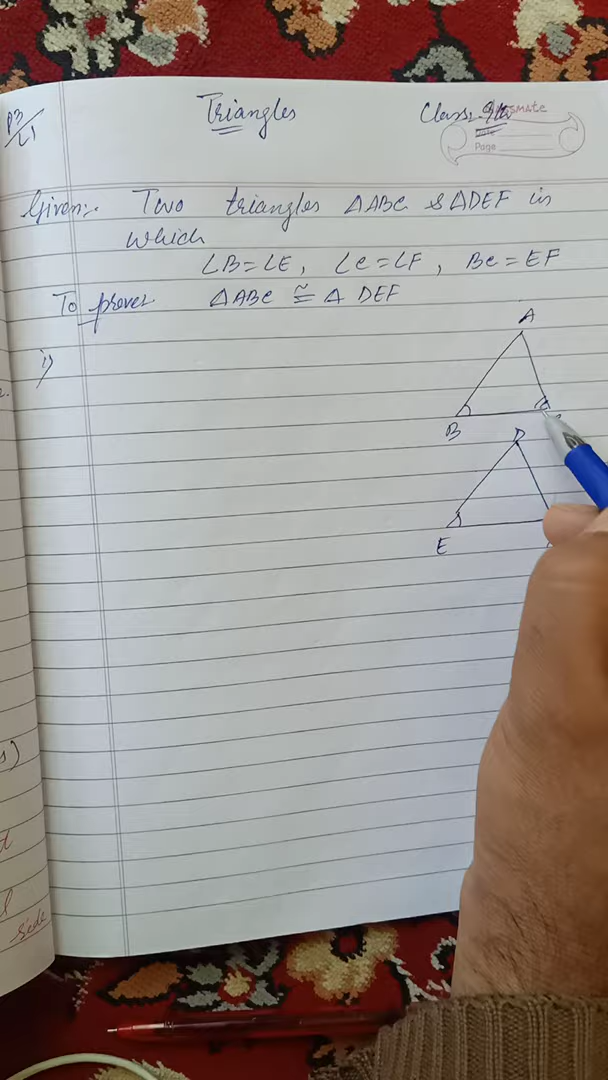 P3/L1
Triangles
Class: 9th
classmate
Date
Page
Given:- Two triangles ΔABC & ΔDEF in
which
∠B=∠E, ∠C=∠F, BC=EF
To prove:- ΔABC ≅ Δ DEF
i)
A
B
D
E
s)
side